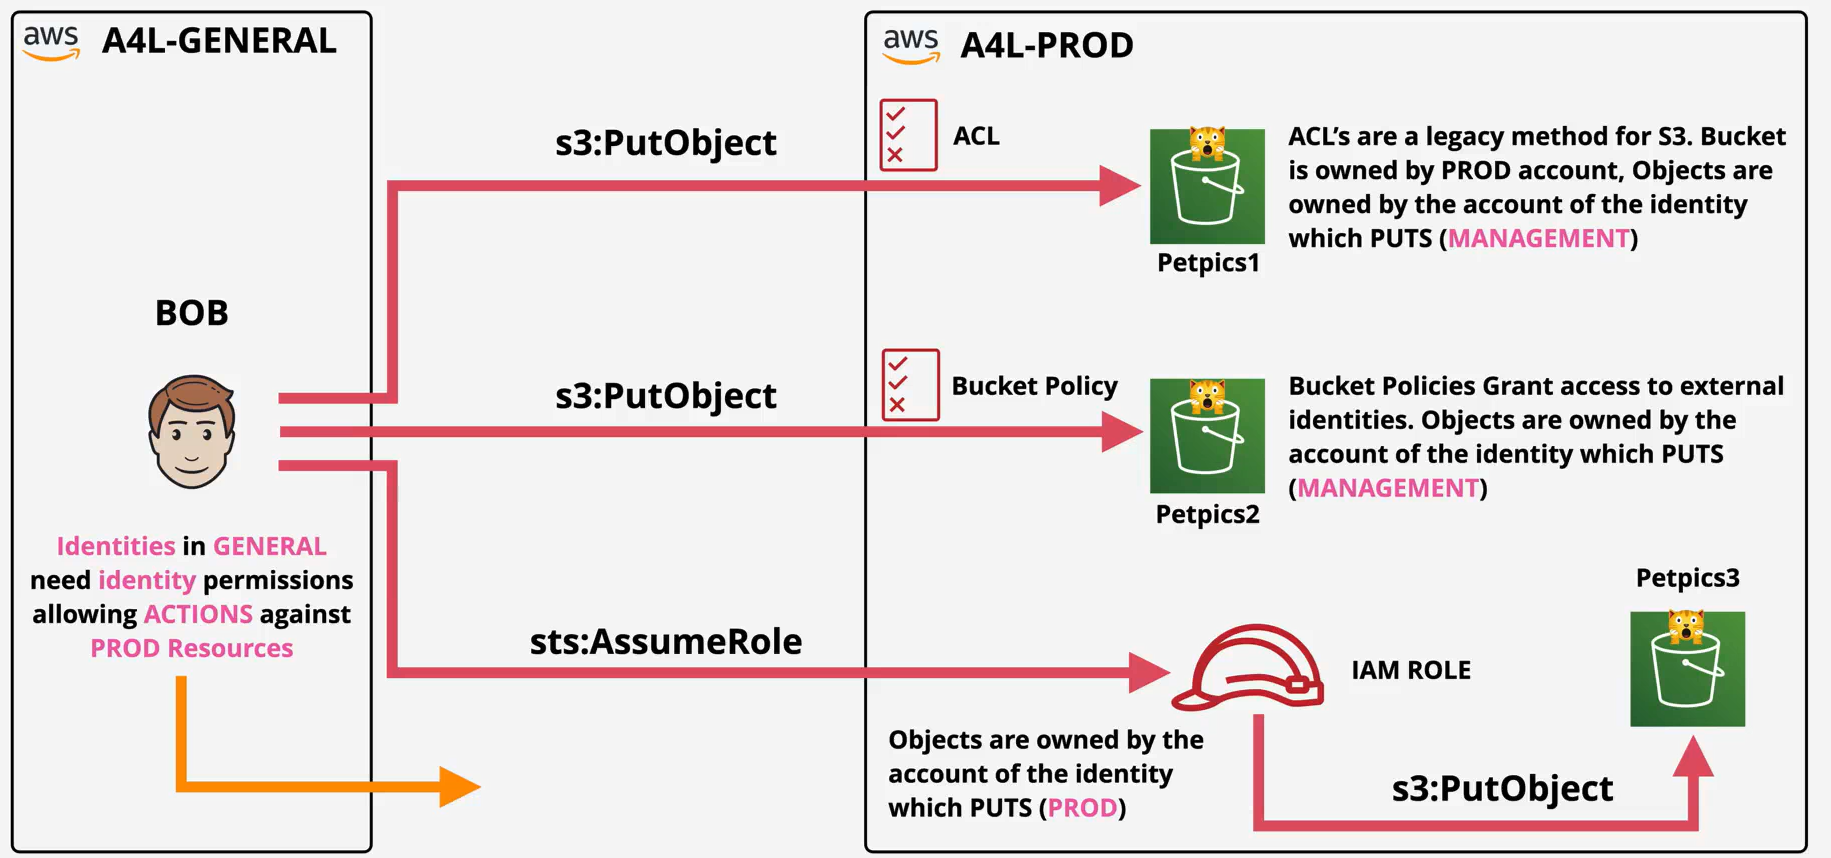 aws A4L-GENERAL
BOB
Identities in GENERAL
need identity permissions
allowing ACTIONS against
PROD Resources
s3:PutObject
s3:PutObject
sts:AssumeRole
aws A4L-PROD
ACL
Petpics1
ACL's are a legacy method for S3. Bucket
is owned by PROD account, Objects are
owned by the account of the identity
which PUTS (MANAGEMENT)
Bucket Policy
Petpics2
Bucket Policies Grant access to external
identities. Objects are owned by the
account of the identity which PUTS
(MANAGEMENT)
Petpics3
IAM ROLE
Objects are owned by the
account of the identity
which PUTS (PROD)
s3:PutObject